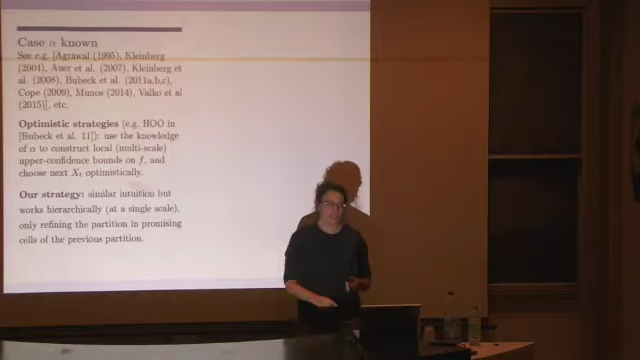 Case α known
See e.g. [Agrawal (1995), Kleinberg
(2004), Auer et al. (2007), Kleinberg et
al. (2008), Bubeck et al. (2011a,b,c),
Cope (2009), Munos (2014), Valko et al
(2015)], etc.
Optimistic strategies (e.g. HOO in
[Bubeck et al. 11]): use the knowledge
of α to construct local (multi-scale)
upper-confidence bounds on f, and
choose next X₁ optimistically.
Our strategy: similar intuition but
works hierarchically (at a single scale),
only refining the partition in promising
cells of the previous partition.